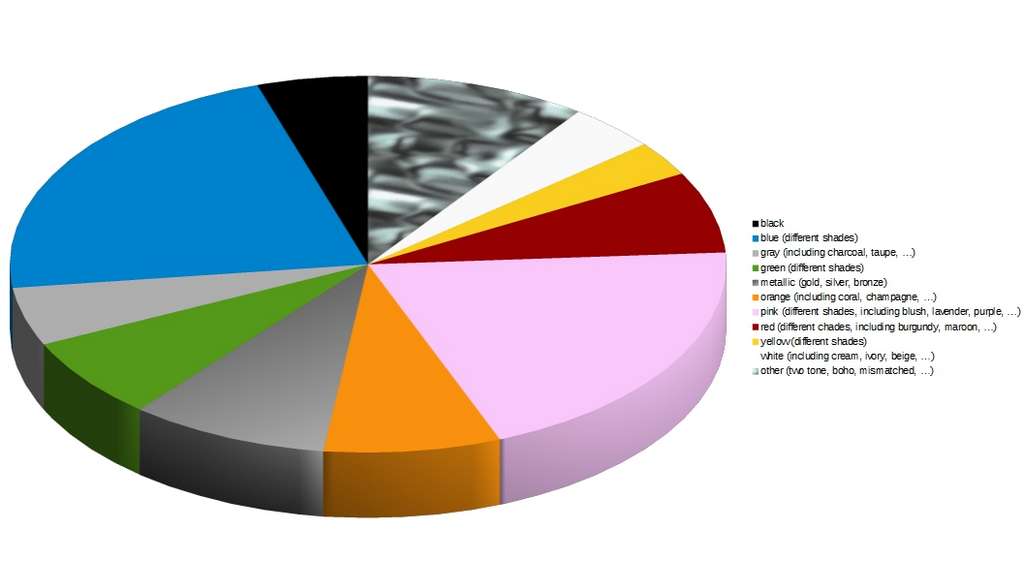 black
blue (different shades)
gray (including charcoal, taupe, ...)
green (different shades)
metallic (gold, silver, bronze)
orange (including coral, champagne, ...)
pink (different shades, including blush, lavender, purple, ...)
red (different chades, including burgundy, maroon, ...)
yellow(different shades)
white (including cream, ivory, beige, ...)
other (two tone, boho, mismatched, ...)